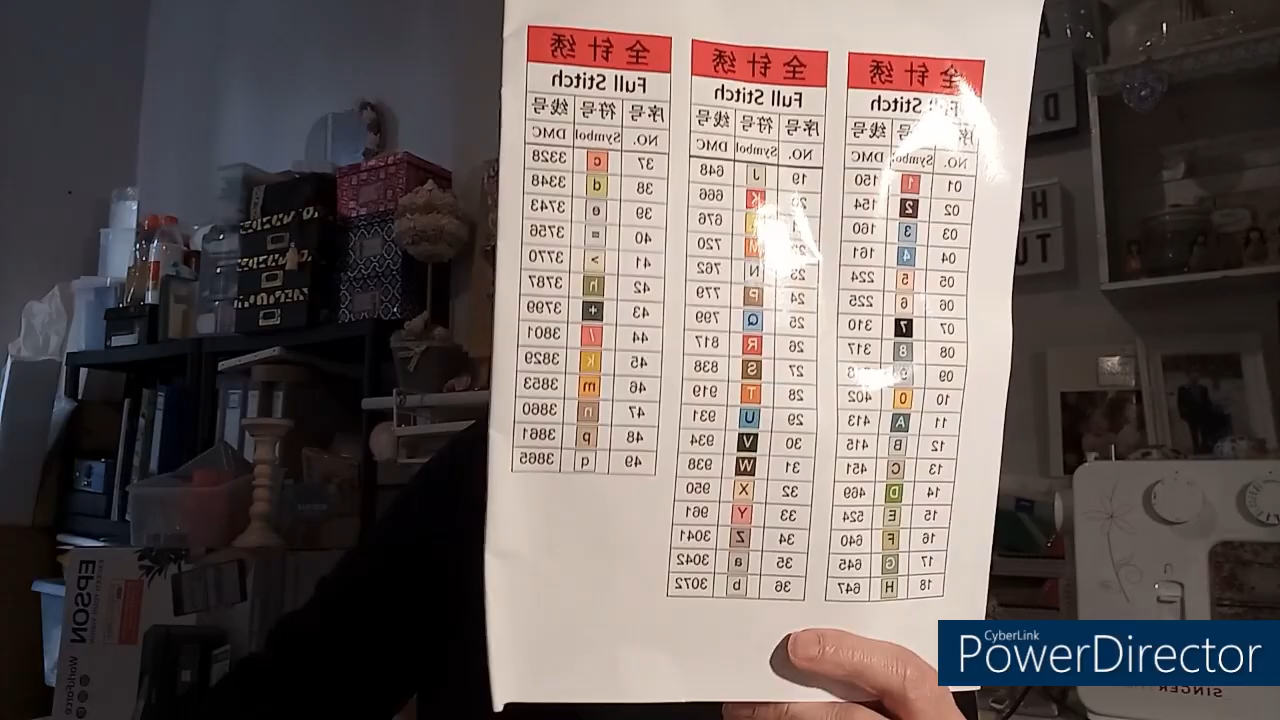 全针绣
Full Stitch
序号 符号 线号
NO. Symbol DMC
01 1 150
02 2 154
03 3 160
04 4 161
05 5 224
06 6 225
07 7 310
08 8 317
09 9
10 0 402
11 A 413
12 B 415
13 C 451
14 D 469
15 E 524
16 F 640
17 G 645
18 H 647
全针绣
Full Stitch
序号 符号 线号
NO. Symbol DMC
19 J 648
20 K 666
676
22 M 720
23 N 762
24 P 779
25 Q 799
26 R 817
27 S 838
28 T 919
29 U 931
30 V 934
31 W 938
32 X 950
33 Y 961
34 Z 3041
35 a 3042
36 b 3072
全针绣
Full Stitch
序号 符号 线号
NO. Symbol DMC
37 c 3328
38 d 3348
39 e 3743
40 = 3756
41 < 3770
42 h 3787
43 + 3799
44 \ 3801
45 k 3829
46 m 3853
47 n 3860
48 p 3861
49 q 3865
EPSON
WorkForce
SINGER
CyberLink
PowerDirector